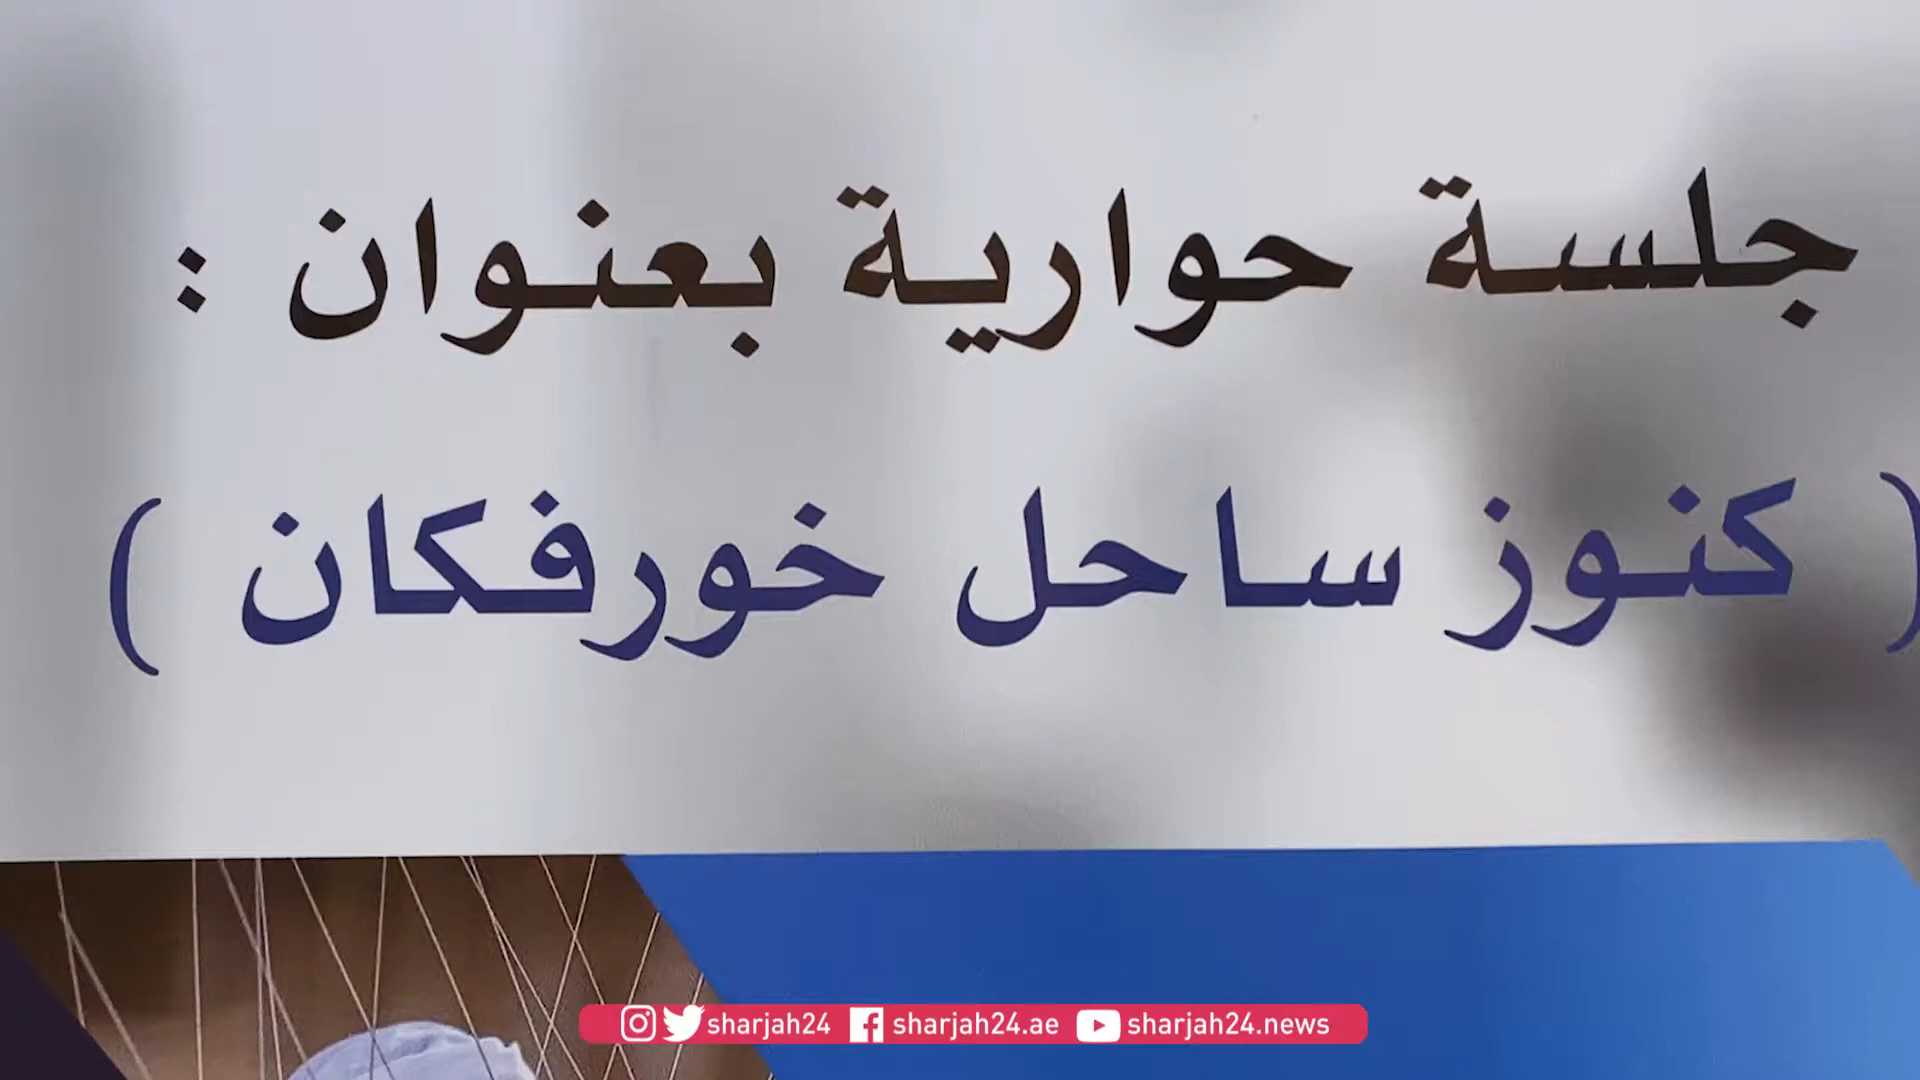 جلسة حوارية بعنوان :
( كنوز ساحل خورفكان )
sharjah24 sharjah24.ae sharjah24.news